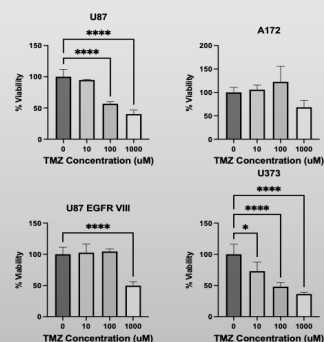 U87
****
****
150
100
50
0
% Viability
0 10 100 1000
TMZ Concentration (uM)
A172
200
150
100
50
0
% Viability
0 10 100 1000
TMZ Concentration (uM)
U87 EGFR VIII
****
150
100
50
0
% Viability
0 10 100 1000
TMZ Concentration (uM)
U373
****
****
*
150
100
50
0
% Viability
0 10 100 1000
TMZ Concentration (uM)